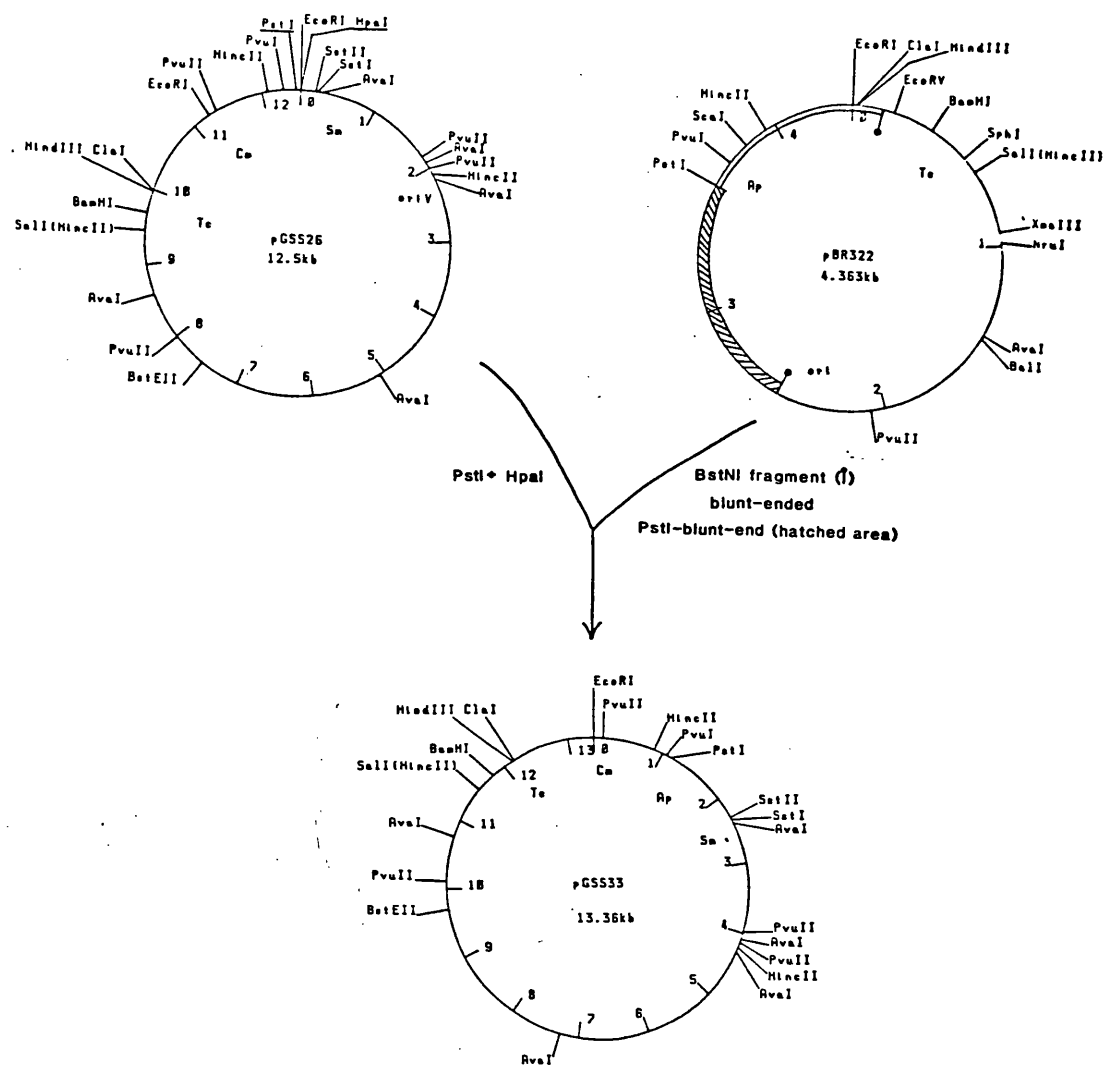 PstI
EcoRI HpaI
PvuI
HincII
SstII
SstI
AvaI
PvuII
EcoRI
12
0
1
11
Sm
Cm
PvuII
AvaI
PvuII
HincII
AvaI
2
oriV
HindIII ClaI
10
BamHI
Tc
SalI(HincII)
pGSS26
12.5kb
3
9
AvaI
4
8
PvuII
BstEII
7
6
5
AvaI
EcoRI ClaI HindIII
EcoRV
BamHI
HincII
ScaI
PvuI
PstI
4
0
SphI
SalI(HincII)
Ap
Tc
XmaIII
1
NruI
pBR322
4.363kb
3
AvaI
BalI
ori
2
PvuII
PstI+ HpaI
BstNI fragment (↑)
blunt-ended
PstI-blunt-end (hatched area)
EcoRI
PvuII
HindIII ClaI
HincII
PvuI
PstI
BamHI
SalI(HincII)
13
0
1
12
Cm
Tc
Ap
2
SstII
SstI
AvaI
AvaI
11
Sm
3
PvuII
10
pGSS33
13.36kb
BstEII
4
PvuII
AvaI
PvuII
HincII
AvaI
9
5
8
7
6
AvaI